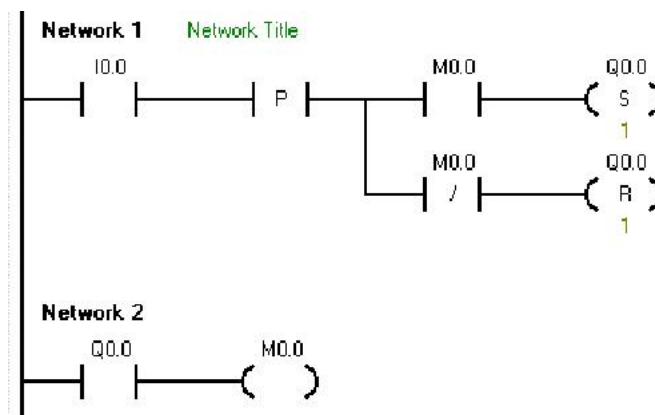 Network 1 Network Title
I0.0
P
M0.0 Q0.0
S
1
M0.0 Q0.0
/ R
1
Network 2
Q0.0 M0.0